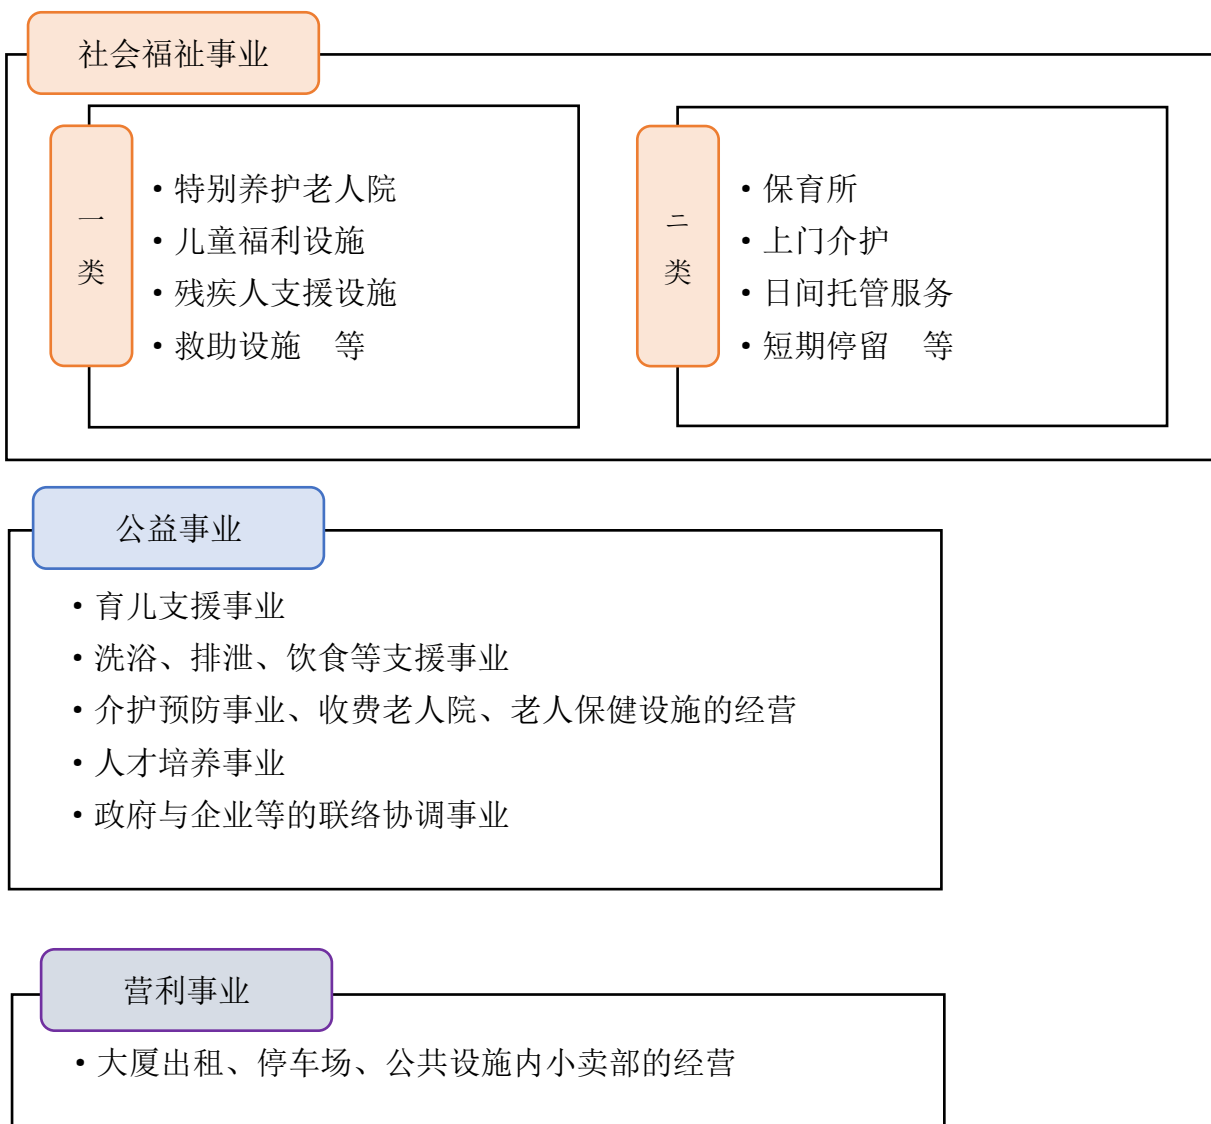 社会福祉事业
一
类
・特别养护老人院
・儿童福利设施
・残疾人支援设施
・救助设施　等
二
类
・保育所
・上门介护
・日间托管服务
・短期停留　等
公益事业
・育儿支援事业
・洗浴、排泄、饮食等支援事业
・介护预防事业、收费老人院、老人保健设施的经营
・人才培养事业
・政府与企业等的联络协调事业
营利事业
・大厦出租、停车场、公共设施内小卖部的经营